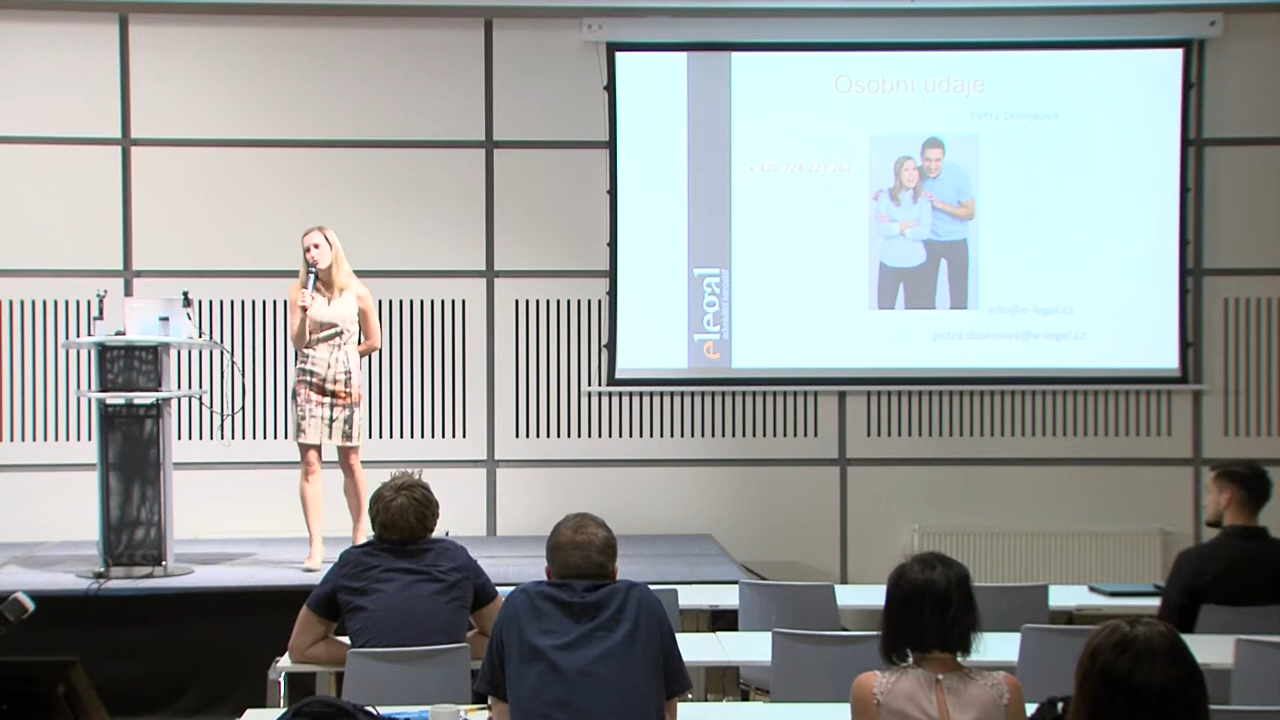 Osobní údaje
Petra Dolejšová
+ 420 724 227 262
info@e-legal.cz
petra.dolejsova@e-legal.cz
elegal